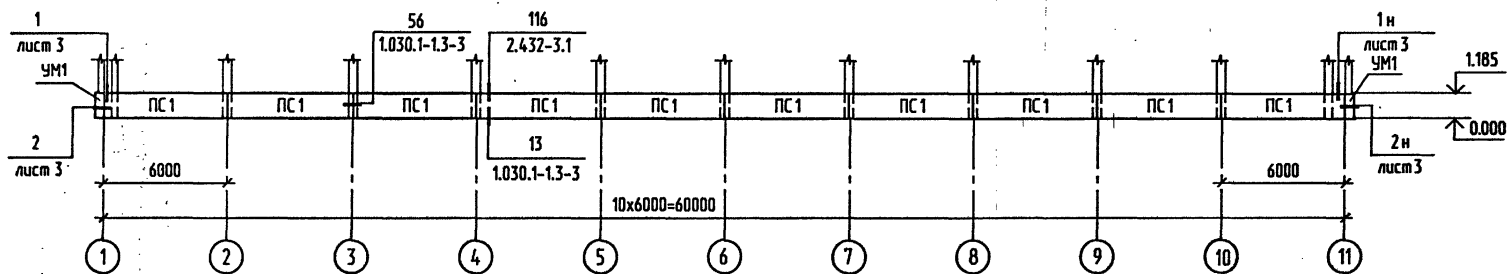 1
лист 3
УМ1
56
1.030.1-1.3-3
116
2.432-3.1
1н
лист 3
УМ1
1.185
ПС1 ПС1 ПС1 ПС1 ПС1 ПС1 ПС1 ПС1 ПС1 ПС1
0.000
2
лист 3
13
1.030.1-1.3-3
2н
лист 3
6000
6000
10х6000=60000
1 2 3 4 5 6 7 8 9 10 11